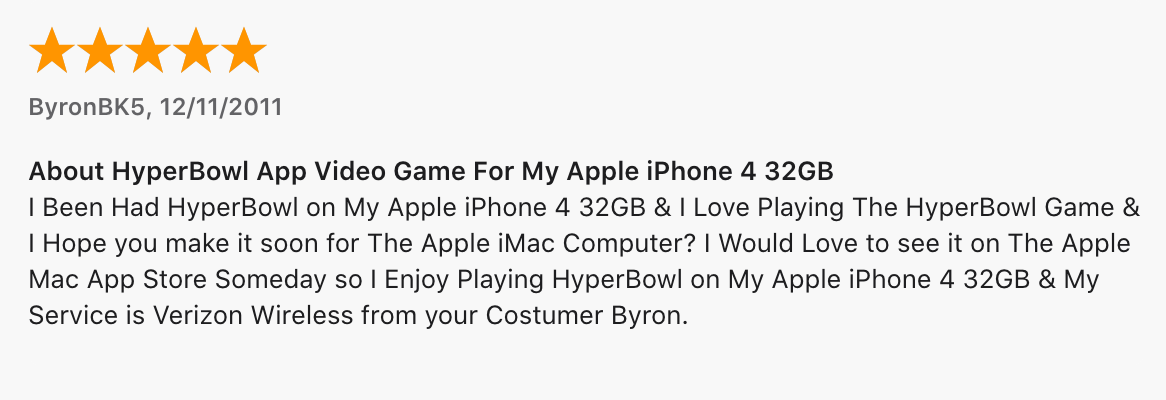 ByronBK5, 12/11/2011
About HyperBowl App Video Game For My Apple iPhone 4 32GB
I Been Had HyperBowl on My Apple iPhone 4 32GB & I Love Playing The HyperBowl Game &
I Hope you make it soon for The Apple iMac Computer? I Would Love to see it on The Apple
Mac App Store Someday so I Enjoy Playing HyperBowl on My Apple iPhone 4 32GB & My
Service is Verizon Wireless from your Costumer Byron.